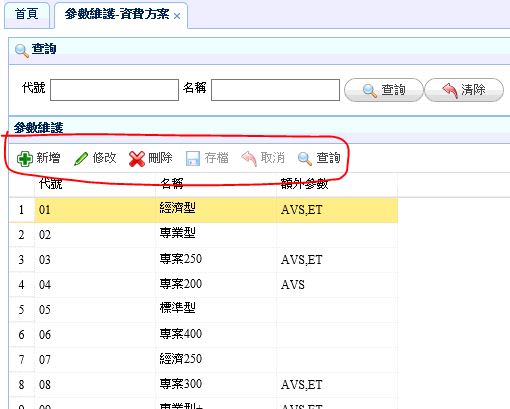 首頁 參數維護-資費方案 ×
查詢
代號 名稱 查詢 清除
參數維護
新增 修改 刪除 存檔 取消 查詢
代號 名稱 額外參數
1 01 經濟型 AVS,ET
2 02 專業型
3 03 專案250 AVS,ET
4 04 專案200 AVS
5 05 標準型
6 06 專案400
7 07 經濟250
8 08 專案300 AVS,ET
9 09 專業型+ AVS,ET